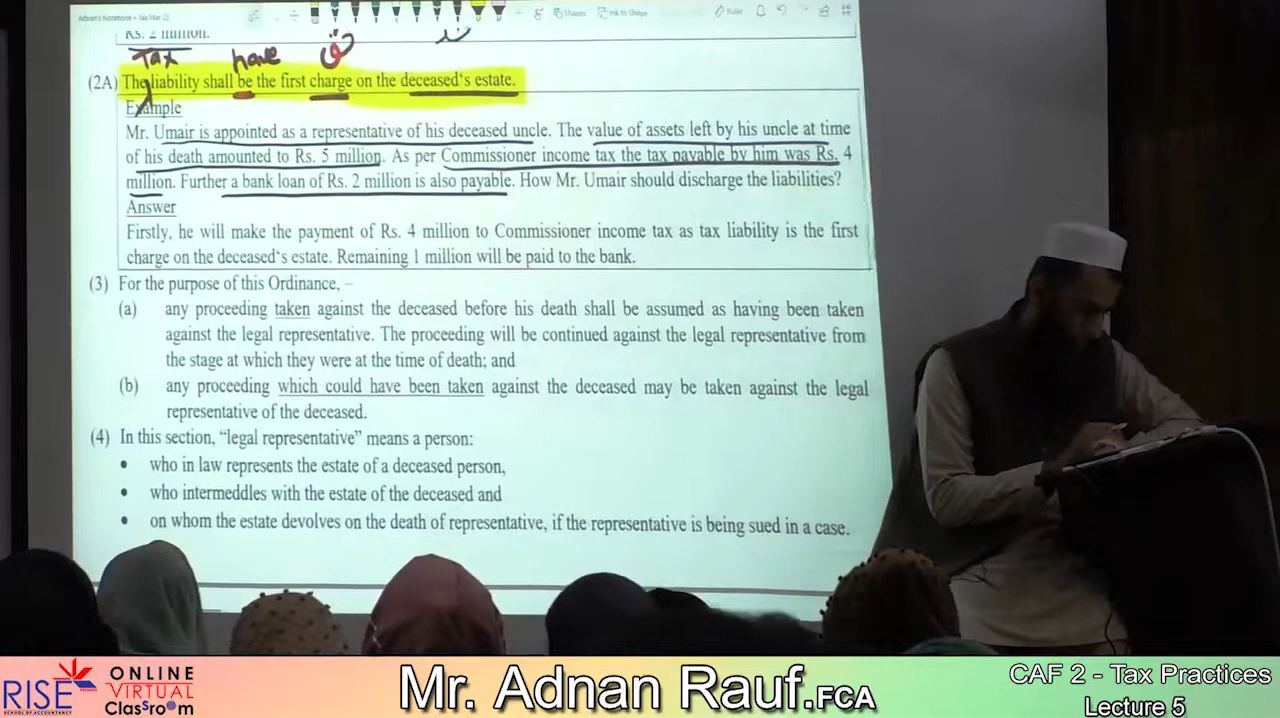 Adnan's Notebook
Shapes
Ink to Shape
Ruler
Rs. 2 million.
Tax have حق
(2A) The liability shall be the first charge on the deceased's estate.
Example
Mr. Umair is appointed as a representative of his deceased uncle. The value of assets left by his uncle at time
of his death amounted to Rs. 5 million. As per Commissioner income tax the tax payable by him was Rs. 4
million. Further a bank loan of Rs. 2 million is also payable. How Mr. Umair should discharge the liabilities?
Answer
Firstly, he will make the payment of Rs. 4 million to Commissioner income tax as tax liability is the first
charge on the deceased's estate. Remaining 1 million will be paid to the bank.
(3) For the purpose of this Ordinance, –
(a) any proceeding taken against the deceased before his death shall be assumed as having been taken
against the legal representative. The proceeding will be continued against the legal representative from
the stage at which they were at the time of death; and
(b) any proceeding which could have been taken against the deceased may be taken against the legal
representative of the deceased.
(4) In this section, "legal representative" means a person:
• who in law represents the estate of a deceased person,
• who intermeddles with the estate of the deceased and
• on whom the estate devolves on the death of representative, if the representative is being sued in a case.
RISE
SCHOOL OF ACCOUNTANCY
ONLINE
VIRTUAL
Classroom
Mr. Adnan Rauf.FCA
CAF 2 - Tax Practices
Lecture 5